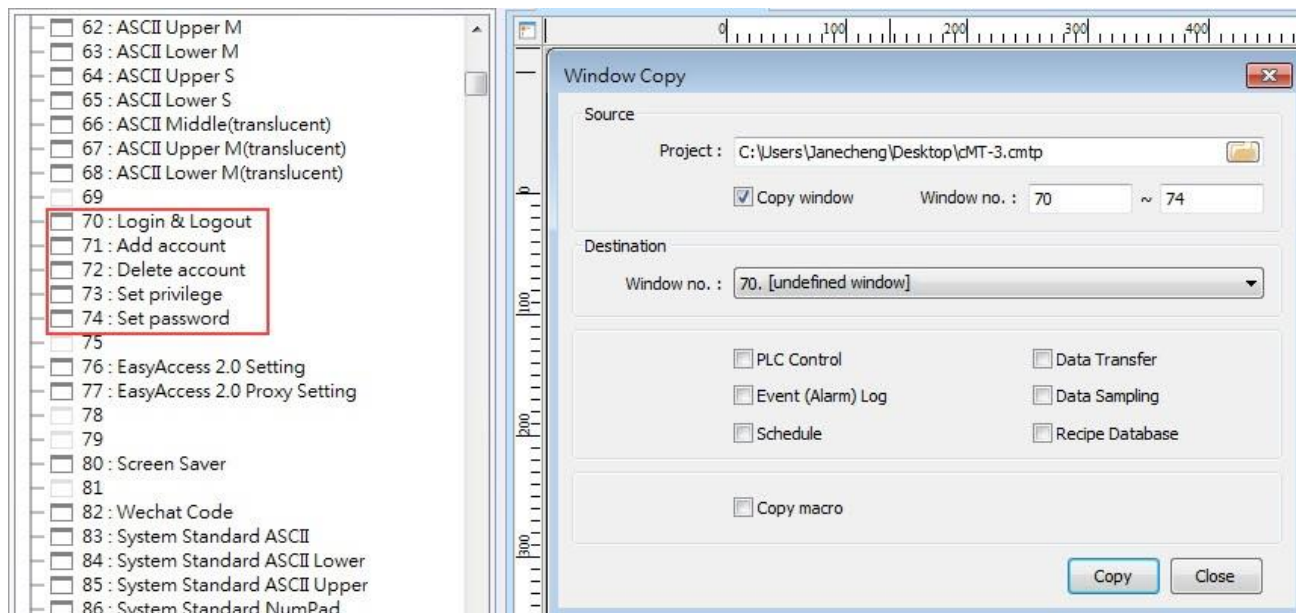 62 : ASCII Upper M
63 : ASCII Lower M
64 : ASCII Upper S
65 : ASCII Lower S
66 : ASCII Middle(translucent)
67 : ASCII Upper M(translucent)
68 : ASCII Lower M(translucent)
69
70 : Login & Logout
71 : Add account
72 : Delete account
73 : Set privilege
74 : Set password
75
76 : EasyAccess 2.0 Setting
77 : EasyAccess 2.0 Proxy Setting
78
79
80 : Screen Saver
81
82 : Wechat Code
83 : System Standard ASCII
84 : System Standard ASCII Lower
85 : System Standard ASCII Upper
86 : System Standard NumPad
0 100 200 300 400
0
100
200
300
Window Copy
Source
Project : C:\Users\Janecheng\Desktop\cMT-3.cmtp
Copy window Window no. : 70 ~ 74
Destination
Window no. : 70. [undefined window]
PLC Control Data Transfer
Event (Alarm) Log Data Sampling
Schedule Recipe Database
Copy macro
Copy Close